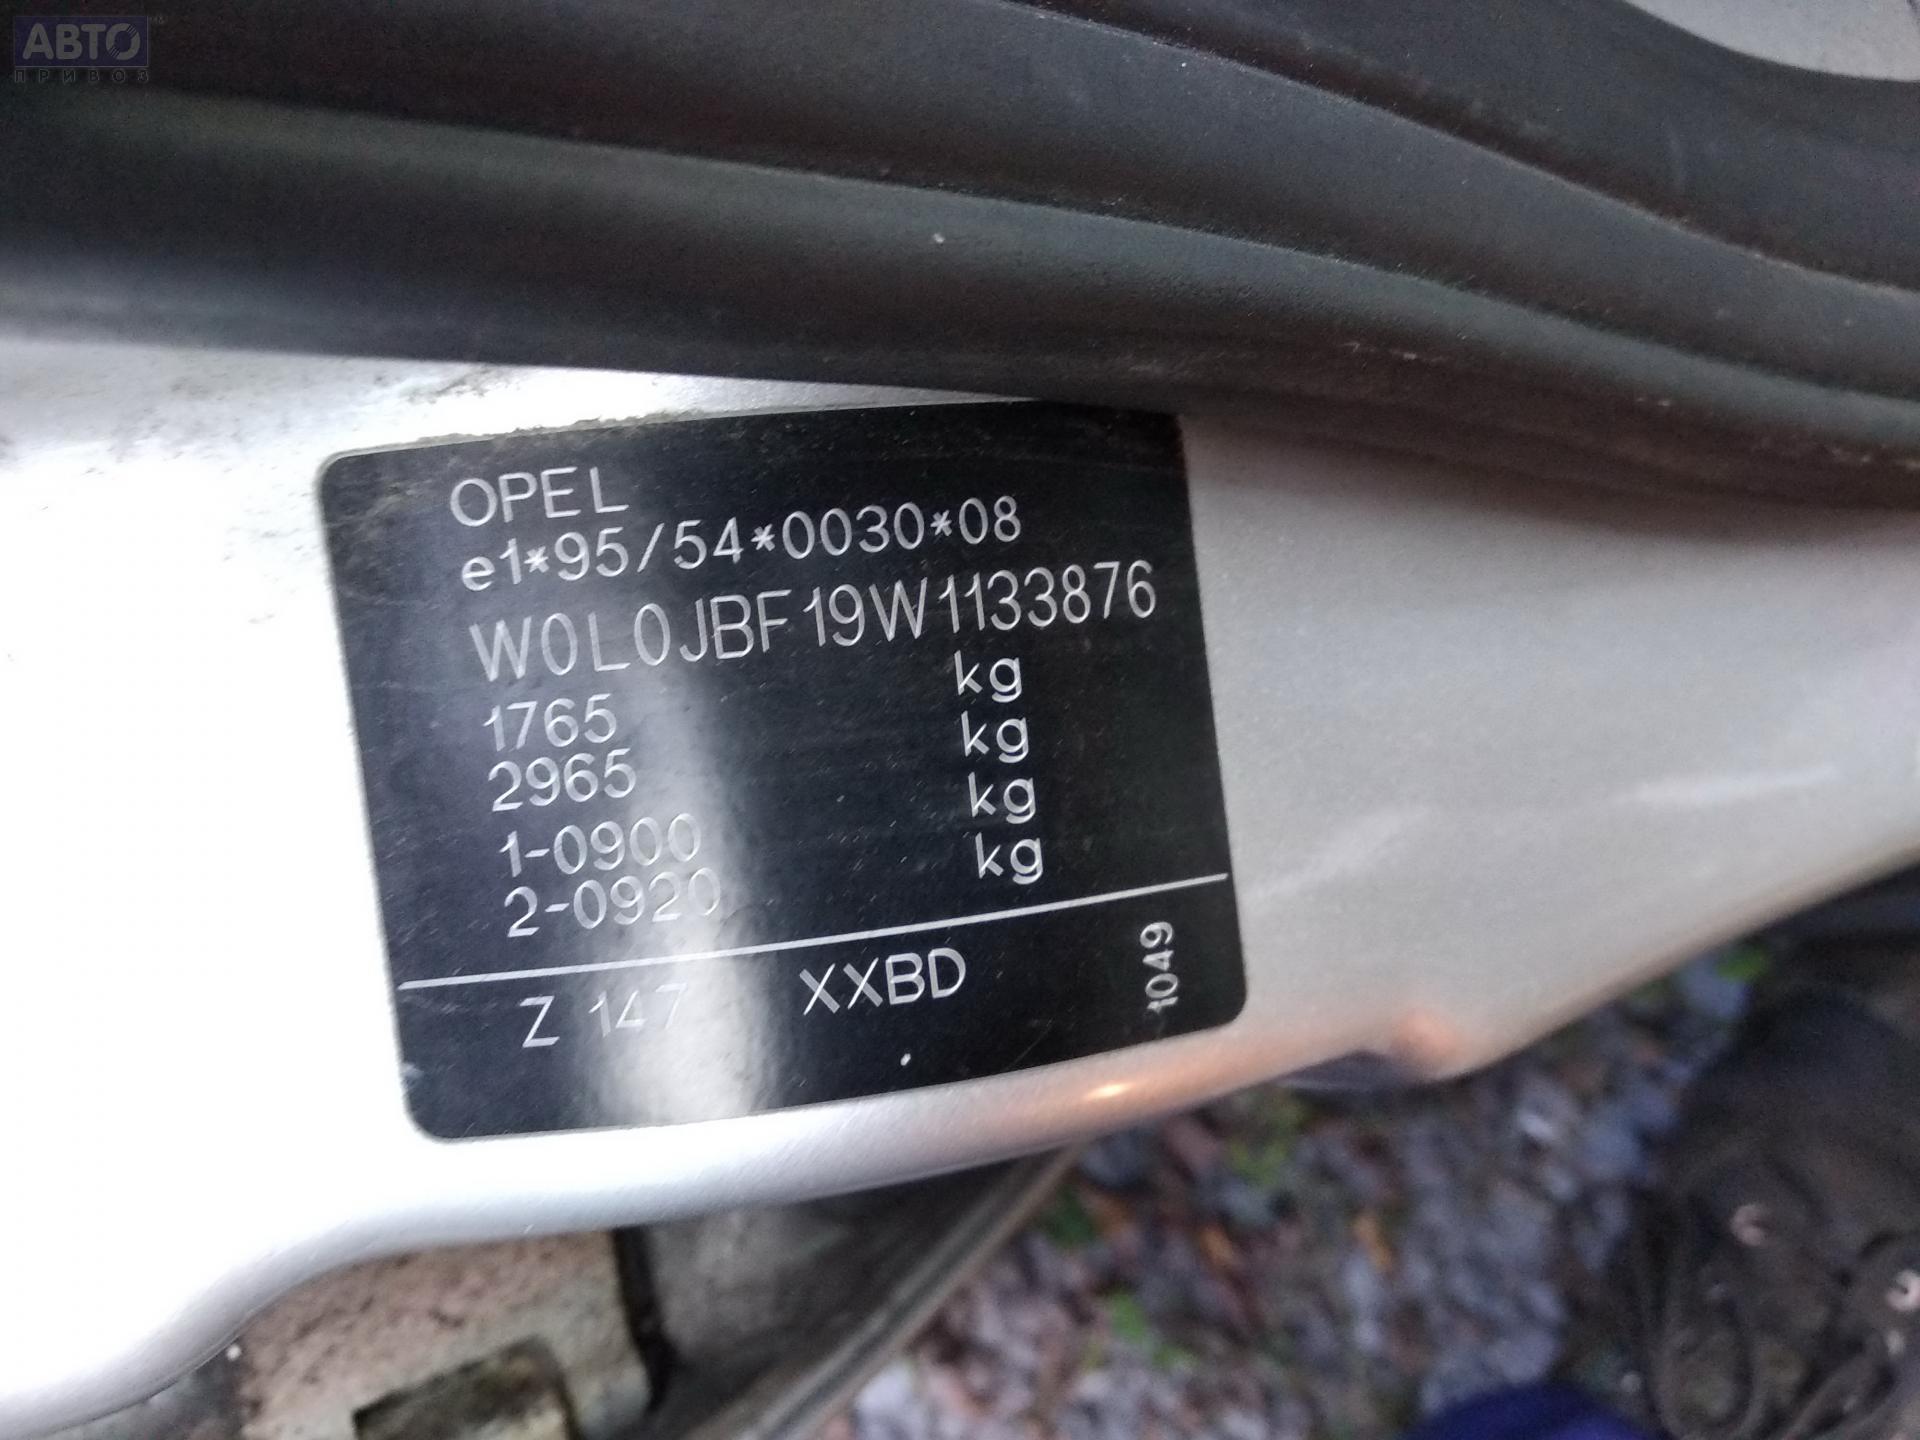 АВТО
ПРИВОЗ
OPEL
e1*95/54*0030*08
W0L0JBF19W1133876
1765 kg
2965 kg
1-0900 kg
2-0920 kg
Z 147 XXBD 1049